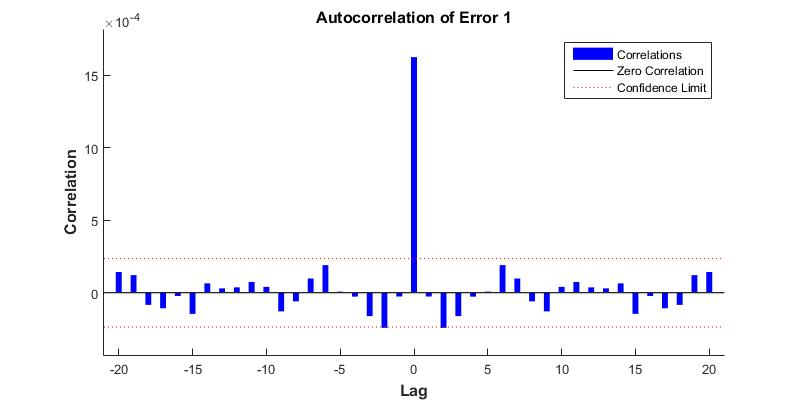 Autocorrelation of Error 1
×10⁻⁴
15
10
5
0
-20 -15 -10 -5 0 5 10 15 20
Lag
Correlation
Correlations
Zero Correlation
Confidence Limit